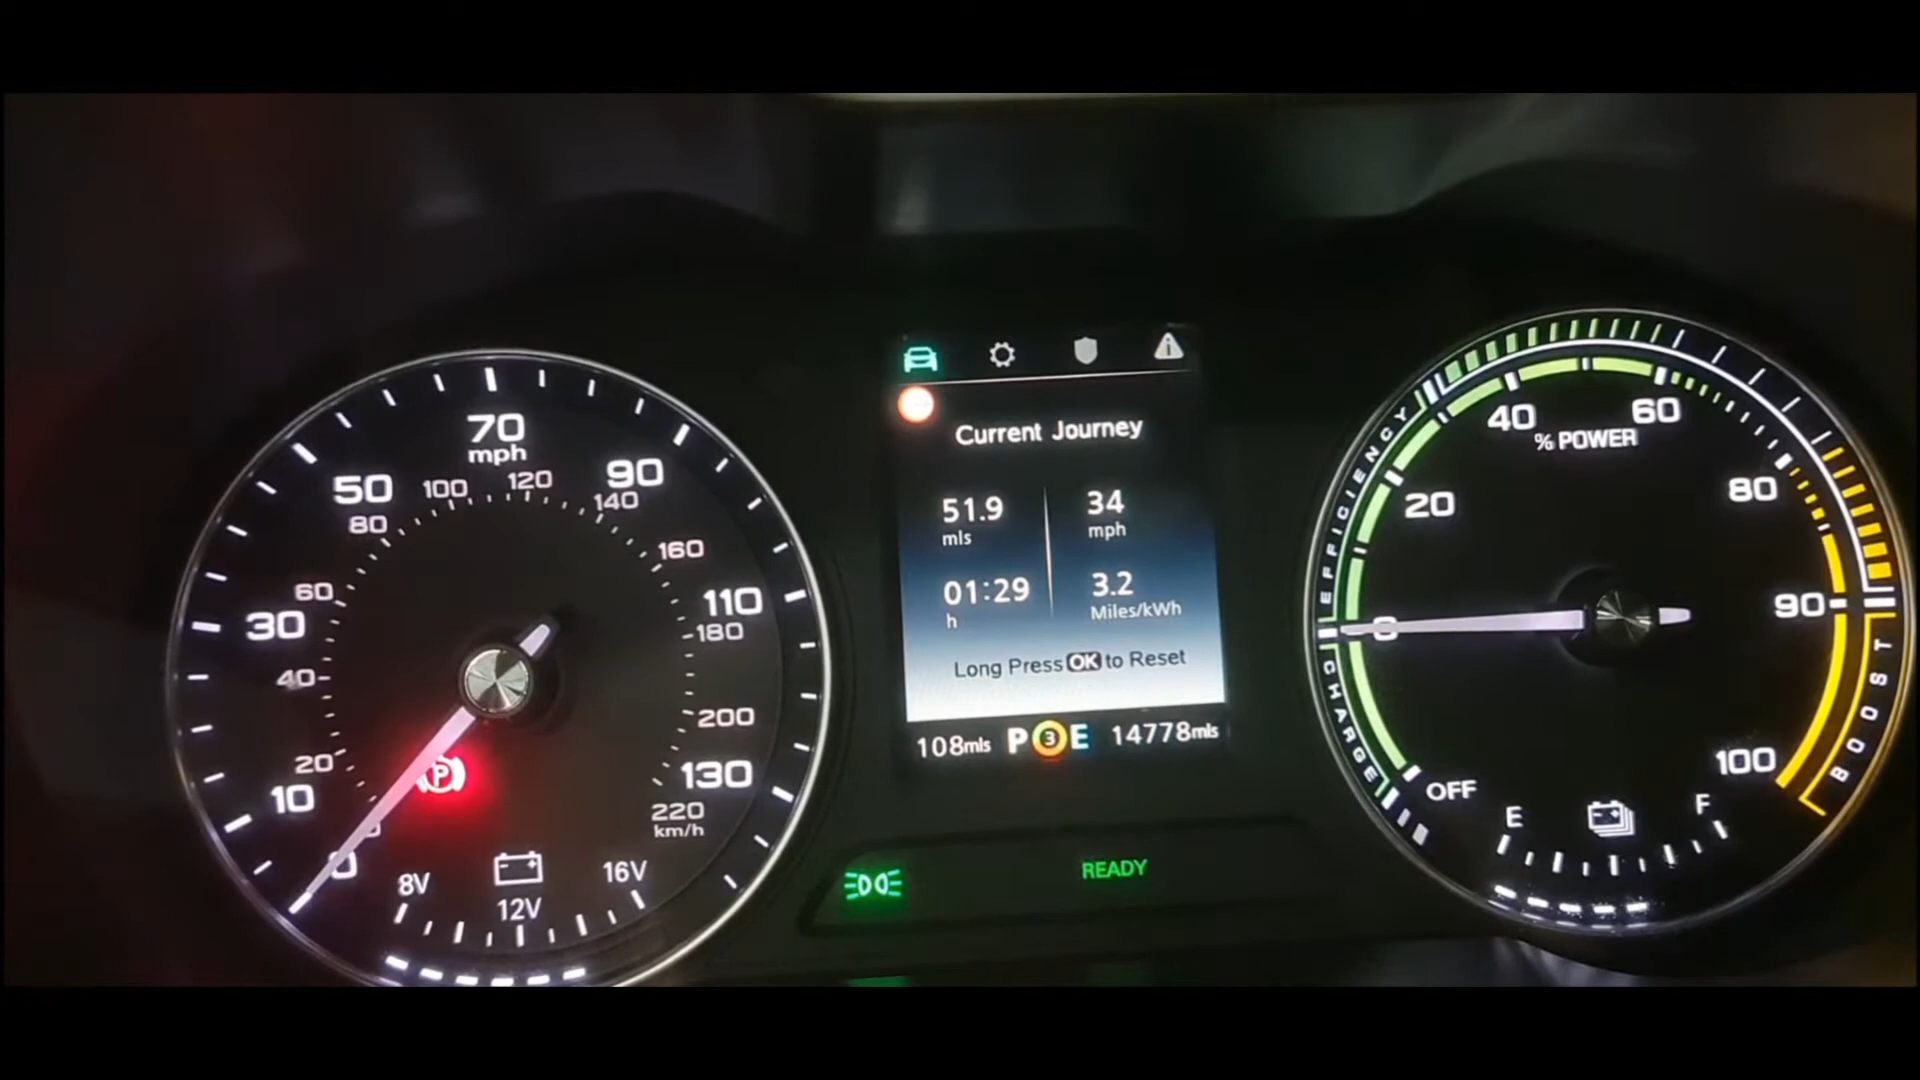 70
mph
50
90
100
120
80
140
160
60
30
110
180
40
200
20
10
130
220
km/h
0
0
P
8V
12V
16V
Current Journey
51.9
mls
34
mph
01:29
h
3.2
Miles/kWh
Long Press OK to Reset
108mls P 3 E 14778mls
READY
EFFICIENCY
CHARGE
BOOST
% POWER
40
60
20
80
0
90
100
OFF
E
F